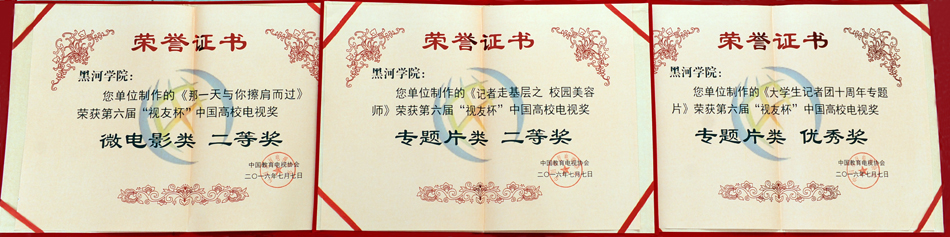 荣誉证书
黑河学院：
您单位制作的《那一天与你擦肩而过》
荣获第六届“视友杯”中国高校电视奖
微电影类 二等奖
中国教育电视协会
二〇一六年七月七日
荣誉证书
黑河学院：
您单位制作的《记者走基层之 校园美容
师》荣获第六届“视友杯”中国高校电视奖
专题片类 二等奖
中国教育电视协会
二〇一六年七月七日
荣誉证书
黑河学院：
您单位制作的《大学生记者团十周年专题
片》荣获第六届“视友杯”中国高校电视奖
专题片类 优秀奖
中国教育电视协会
二〇一六年七月七日